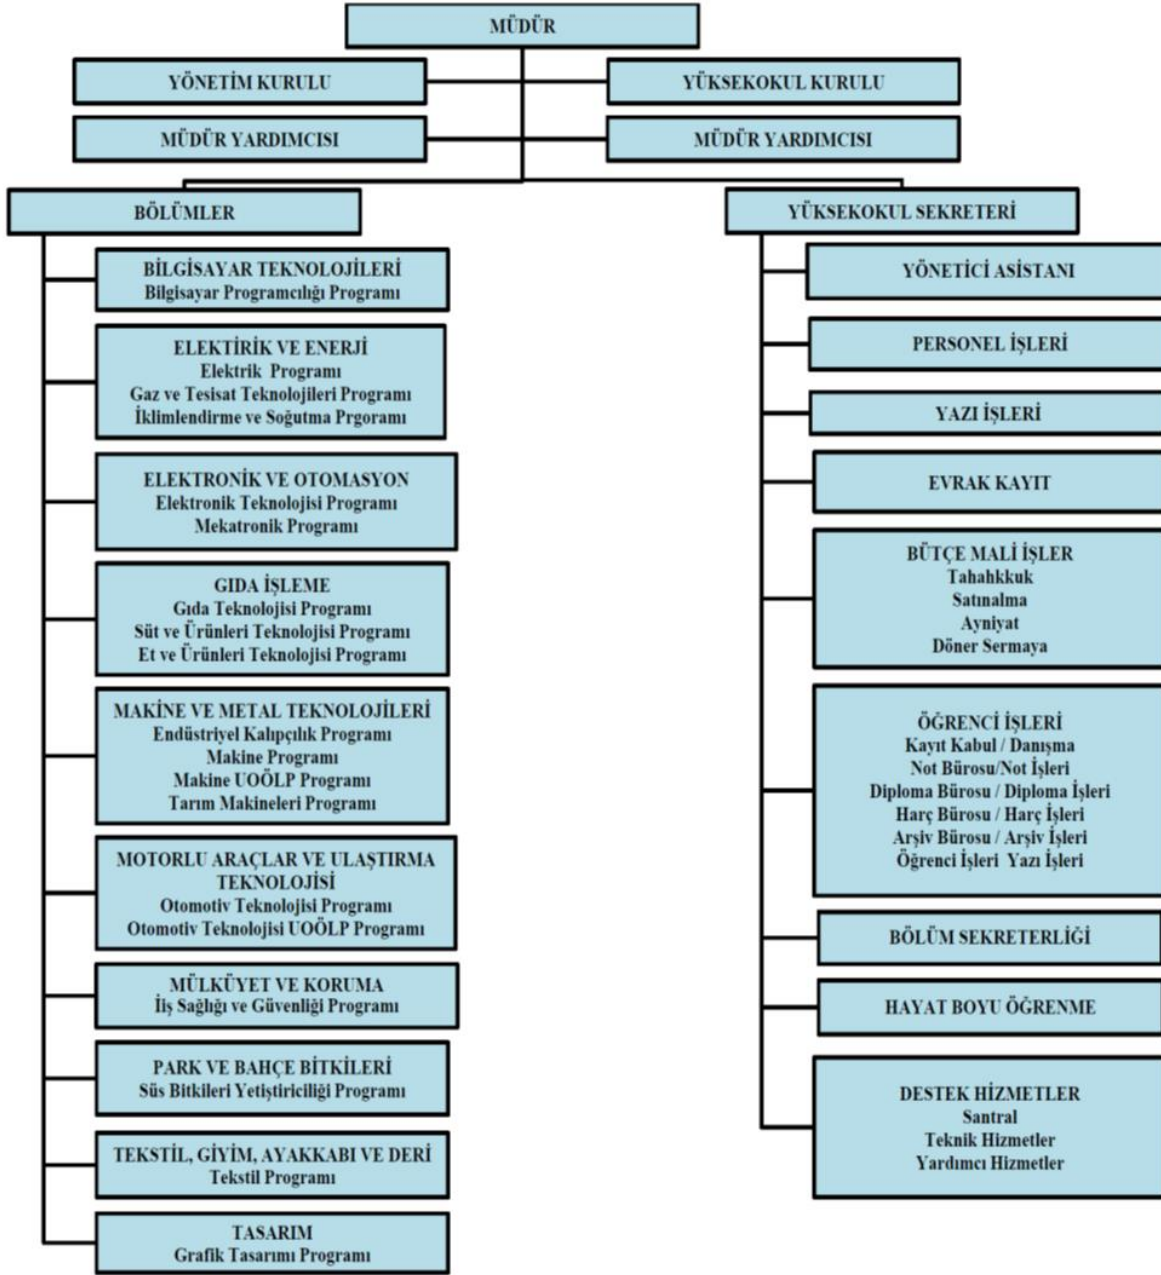 MÜDÜR
YÖNETİM KURULU
YÜKSEKOKUL KURULU
MÜDÜR YARDIMCISI
MÜDÜR YARDIMCISI
BÖLÜMLER
BİLGİSAYAR TEKNOLOJİLERİ
Bilgisayar Programcılığı Programı
ELEKTİRİK VE ENERJİ
Elektrik Programı
Gaz ve Tesisat Teknolojileri Programı
İklimlendirme ve Soğutma Prgoramı
ELEKTRONİK VE OTOMASYON
Elektronik Teknolojisi Programı
Mekatronik Programı
GIDA İŞLEME
Gıda Teknolojisi Programı
Süt ve Ürünleri Teknolojisi Programı
Et ve Ürünleri Teknolojisi Programı
MAKİNE VE METAL TEKNOLOJİLERİ
Endüstriyel Kalıpçılık Programı
Makine Programı
Makine UOÖLP Programı
Tarım Makineleri Programı
MOTORLU ARAÇLAR VE ULAŞTIRMA
TEKNOLOJİSİ
Otomotiv Teknolojisi Programı
Otomotiv Teknolojisi UOÖLP Programı
MÜLKÜYET VE KORUMA
İiş Sağlığı ve Güvenliği Programı
PARK VE BAHÇE BİTKİLERİ
Süs Bitkileri Yetiştiriciliği Programı
TEKSTİL, GİYİM, AYAKKABI VE DERİ
Tekstil Programı
TASARIM
Grafik Tasarımı Programı
YÜKSEKOKUL SEKRETERİ
YÖNETİCİ ASİSTANI
PERSONEL İŞLERİ
YAZI İŞLERİ
EVRAK KAYIT
BÜTÇE MALİ İŞLER
Tahahkkuk
Satınalma
Ayniyat
Döner Sermaya
ÖĞRENCİ İŞLERİ
Kayıt Kabul / Danışma
Not Bürosu/Not İşleri
Diploma Bürosu / Diploma İşleri
Harç Bürosu / Harç İşleri
Arşiv Bürosu / Arşiv İşleri
Öğrenci İşleri Yazı İşleri
BÖLÜM SEKRETERLİĞİ
HAYAT BOYU ÖĞRENME
DESTEK HİZMETLER
Santral
Teknik Hizmetler
Yardımcı Hizmetler